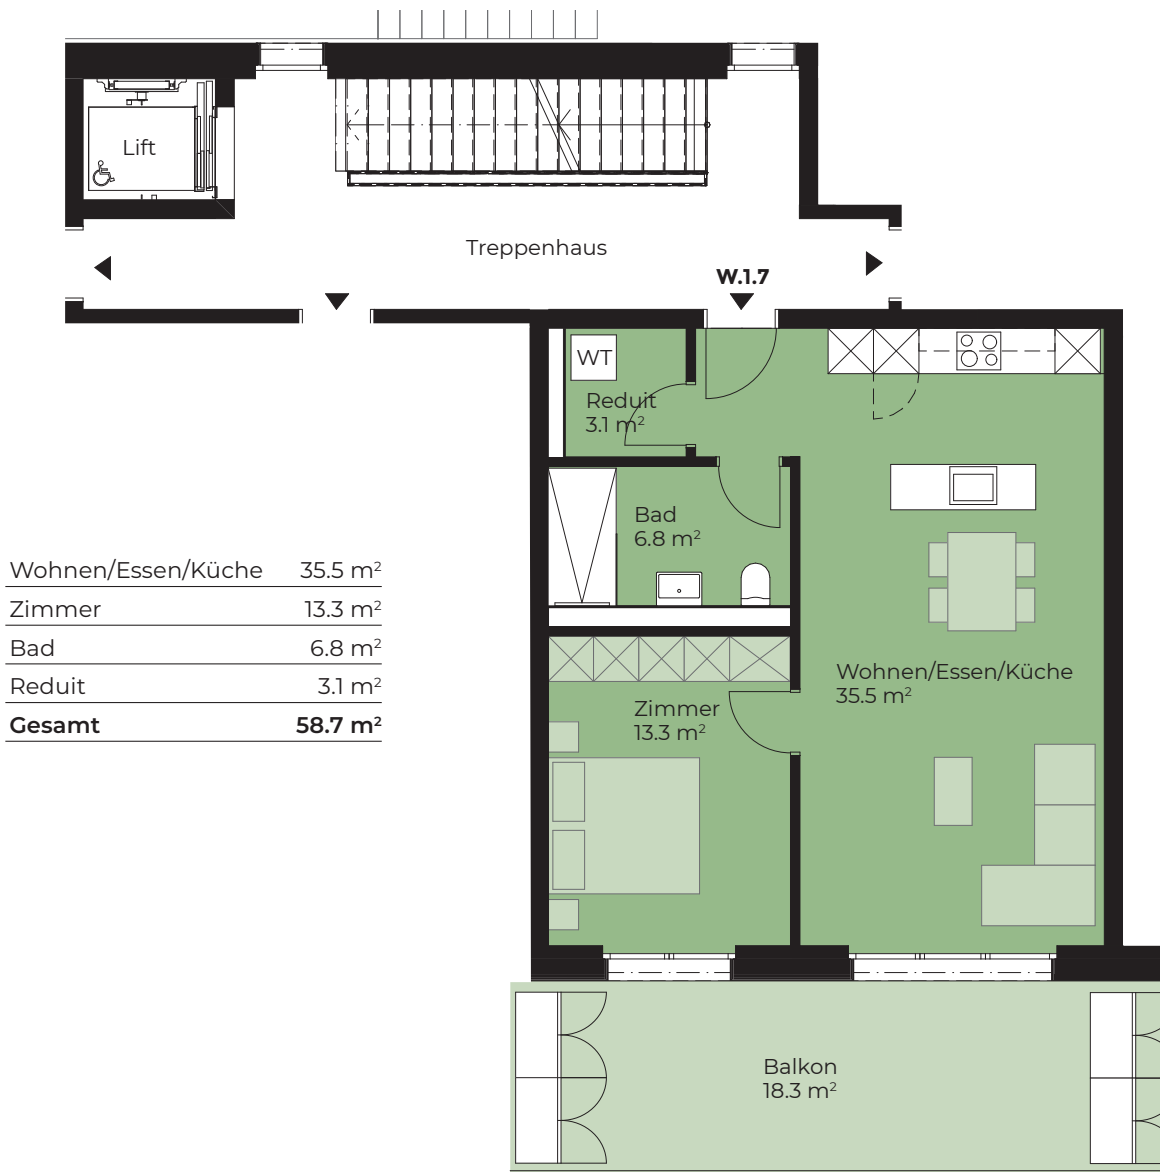 Lift
Treppenhaus
W.1.7
WT
Reduit
3.1 m²
Bad
6.8 m²
Wohnen/Essen/Küche 35.5 m²
Zimmer 13.3 m²
Bad 6.8 m²
Reduit 3.1 m²
Gesamt 58.7 m²
Wohnen/Essen/Küche
35.5 m²
Zimmer
13.3 m²
Balkon
18.3 m²